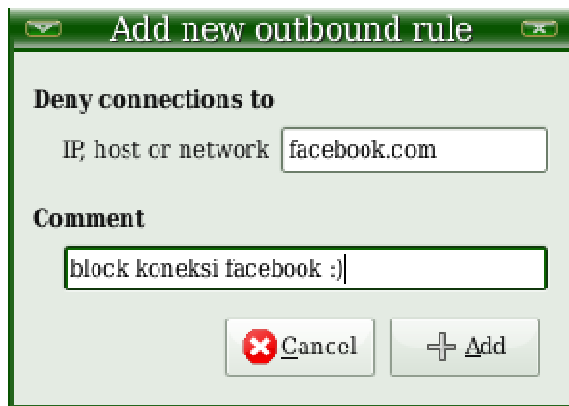 Add new outbound rule
Deny connections to
IP, host or network facebook.com
Comment
block koneksi facebook :)
Cancel Add